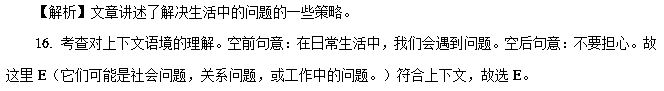 【解析】文章讲述了解决生活中的问题的一些策略。
16. 考查对上下文语境的理解。空前句意：在日常生活中，我们会遇到问题。空后句意：不要担心。故
这里 E（它们可能是社会问题，关系问题，或工作中的问题。）符合上下文，故选 E。